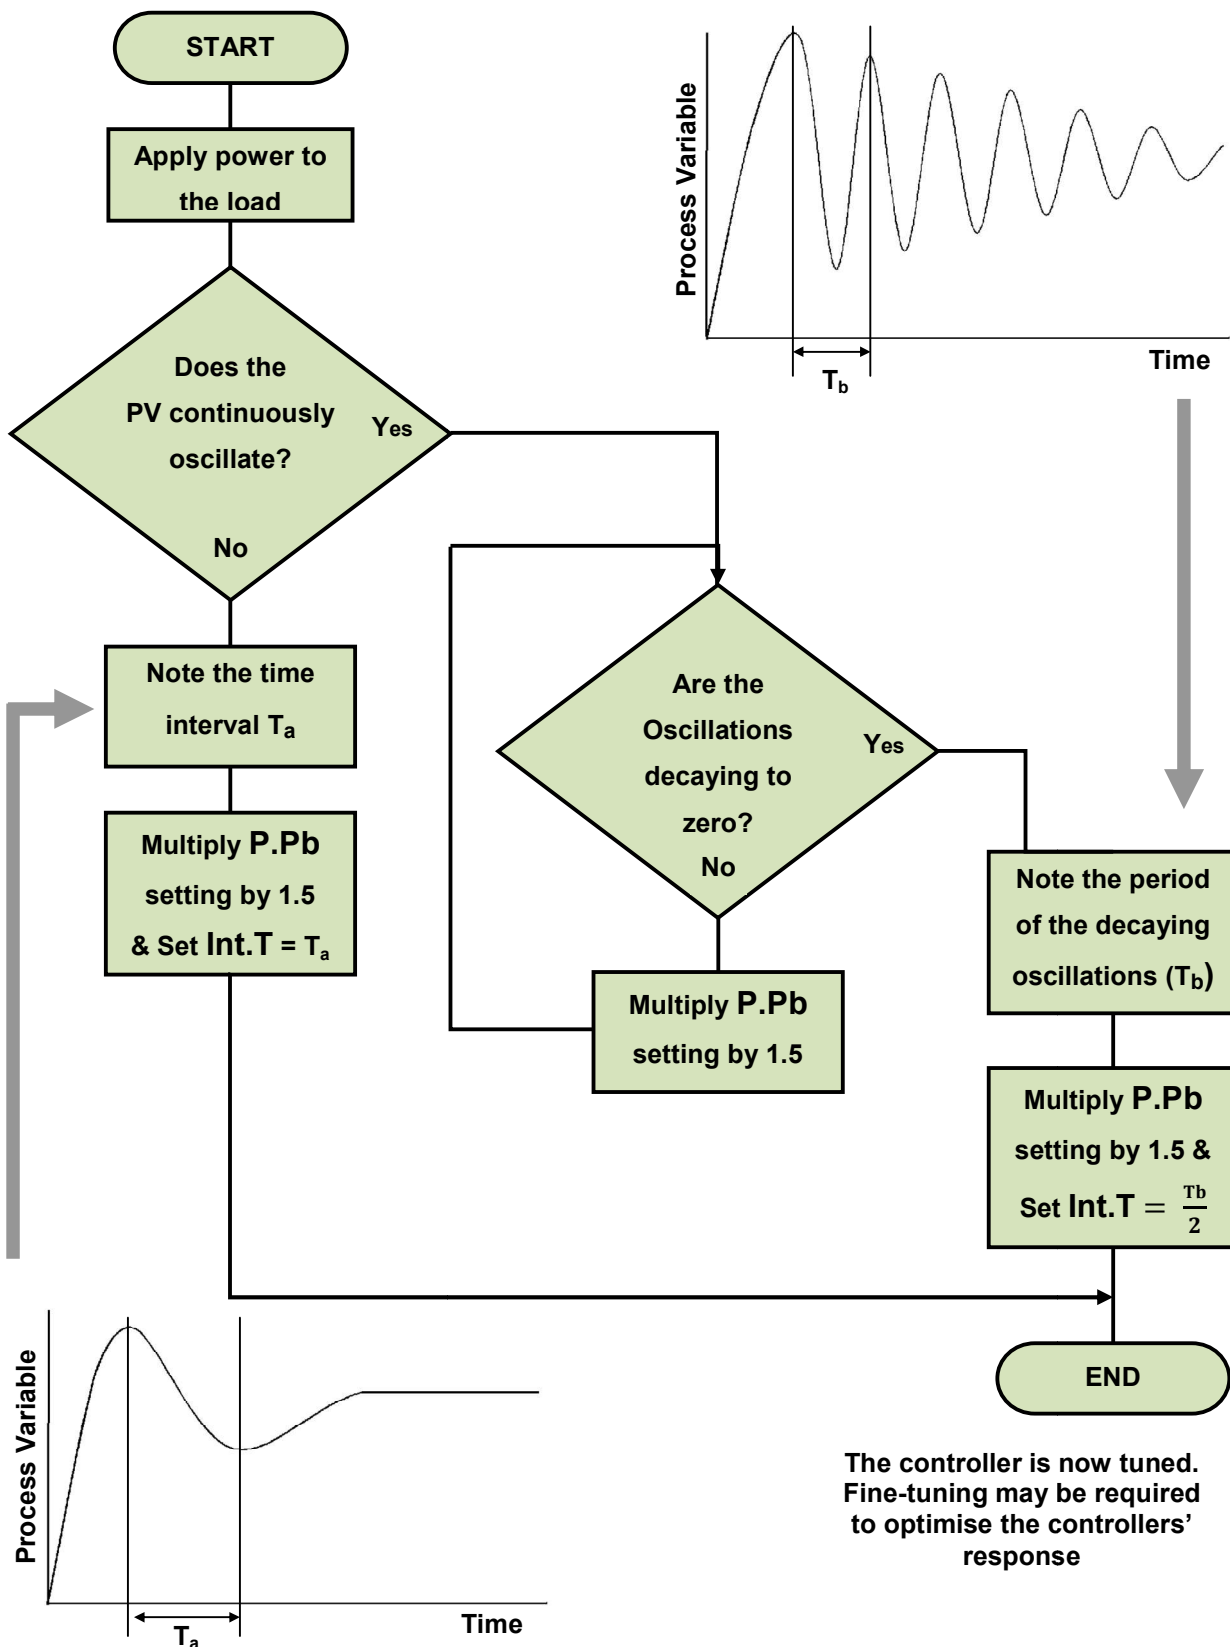 START
Apply power to
the load
Does the
PV continuously
oscillate?
Yes
No
Note the time
interval Ta
Multiply P.Pb
setting by 1.5
& Set Int.T = Ta
Process Variable
Time
Tb
Are the
Oscillations
decaying to
zero?
Yes
No
Multiply P.Pb
setting by 1.5
Note the period
of the decaying
oscillations (Tb)
Multiply P.Pb
setting by 1.5 &
Set Int.T = Tb/2
END
The controller is now tuned.
Fine-tuning may be required
to optimise the controllers’
response
Process Variable
Time
Ta